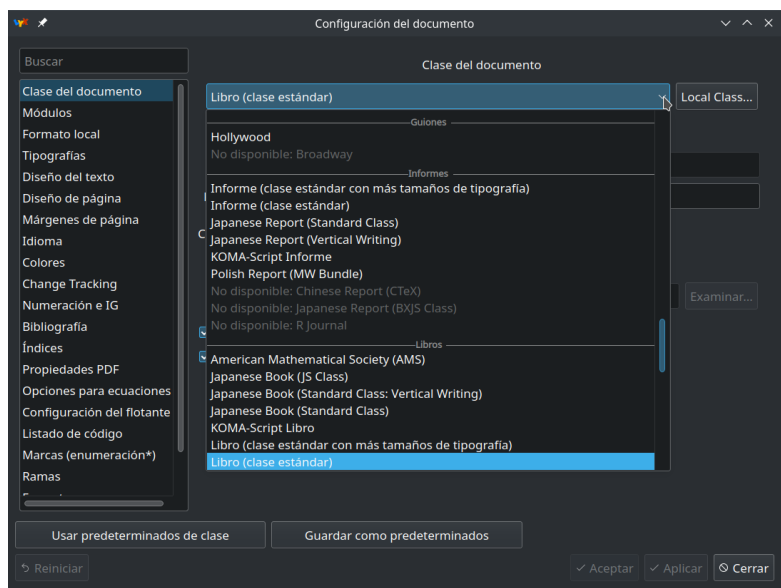 Configuración del documento
Buscar
Clase del documento
Módulos
Formato local
Tipografías
Diseño del texto
Diseño de página
Márgenes de página
Idioma
Colores
Change Tracking
Numeración e IG
Bibliografía
Índices
Propiedades PDF
Opciones para ecuaciones
Configuración del flotante
Listado de código
Marcas (enumeración*)
Ramas
Clase del documento
Libro (clase estándar)
Local Class...
Guiones
Hollywood
No disponible: Broadway
Informes
Informe (clase estándar con más tamaños de tipografía)
Informe (clase estándar)
Japanese Report (Standard Class)
Japanese Report (Vertical Writing)
KOMA-Script Informe
Polish Report (MW Bundle)
No disponible: Chinese Report (CTeX)
No disponible: Japanese Report (BXJS Class)
No disponible: R Journal
Libros
American Mathematical Society (AMS)
Japanese Book (JS Class)
Japanese Book (Standard Class: Vertical Writing)
Japanese Book (Standard Class)
KOMA-Script Libro
Libro (clase estándar con más tamaños de tipografía)
Libro (clase estándar)
Examinar...
Usar predeterminados de clase
Guardar como predeterminados
Reiniciar
Aceptar
Aplicar
Cerrar